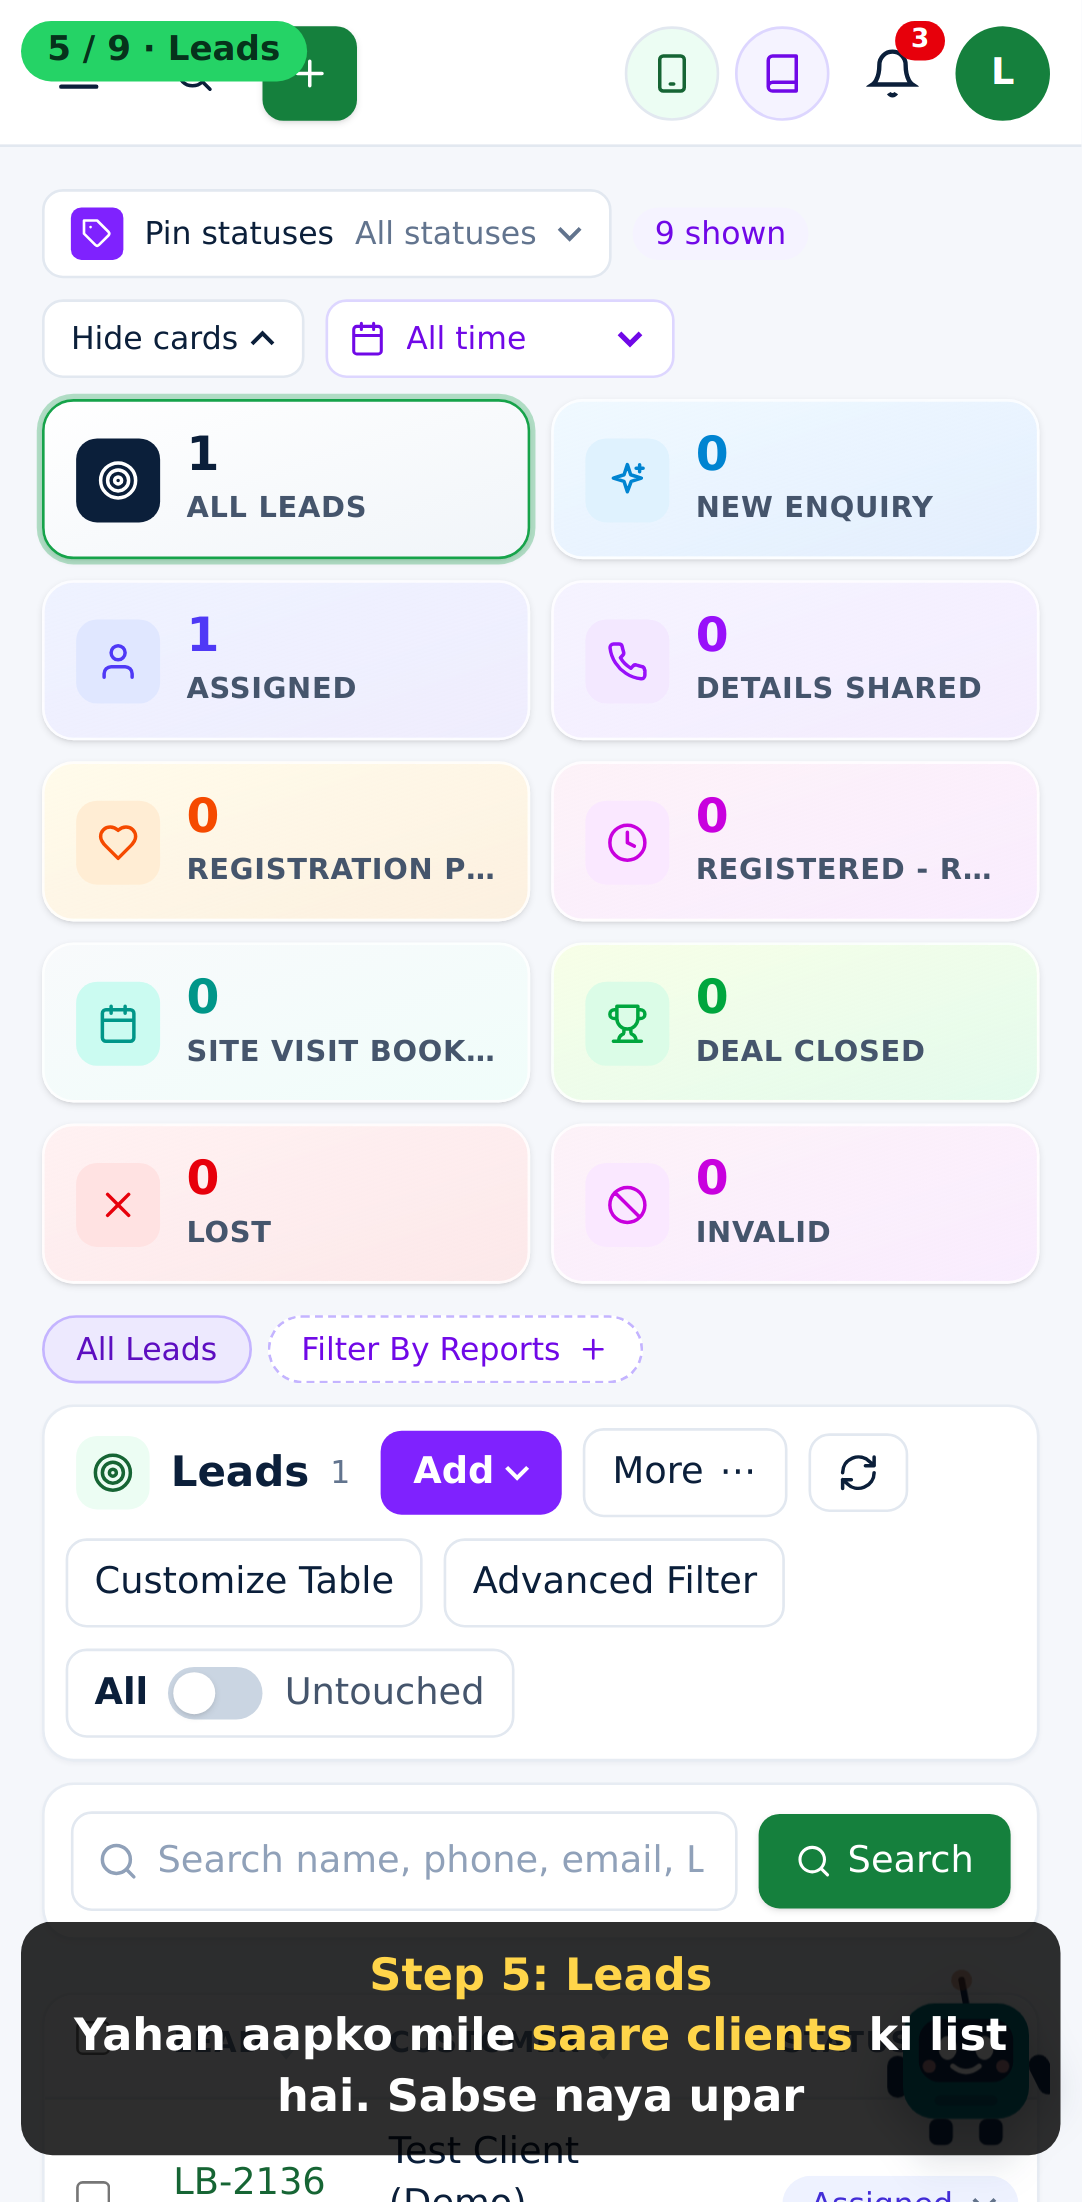 5 / 9 · Leads
3
L
Pin statuses All statuses
9 shown
Hide cards
All time
1
ALL LEADS
0
NEW ENQUIRY
1
ASSIGNED
0
DETAILS SHARED
0
REGISTRATION P...
0
REGISTERED - R...
0
SITE VISIT BOOK...
0
DEAL CLOSED
0
LOST
0
INVALID
All Leads
Filter By Reports +
Leads 1
Add
More ...
Customize Table
Advanced Filter
All Untouched
Search name, phone, email, L
Search
Step 5: Leads
Yahan aapko mile saare clients ki list
hai. Sabse naya upar
Test Client
LB-2136
(Demo)
Assigned